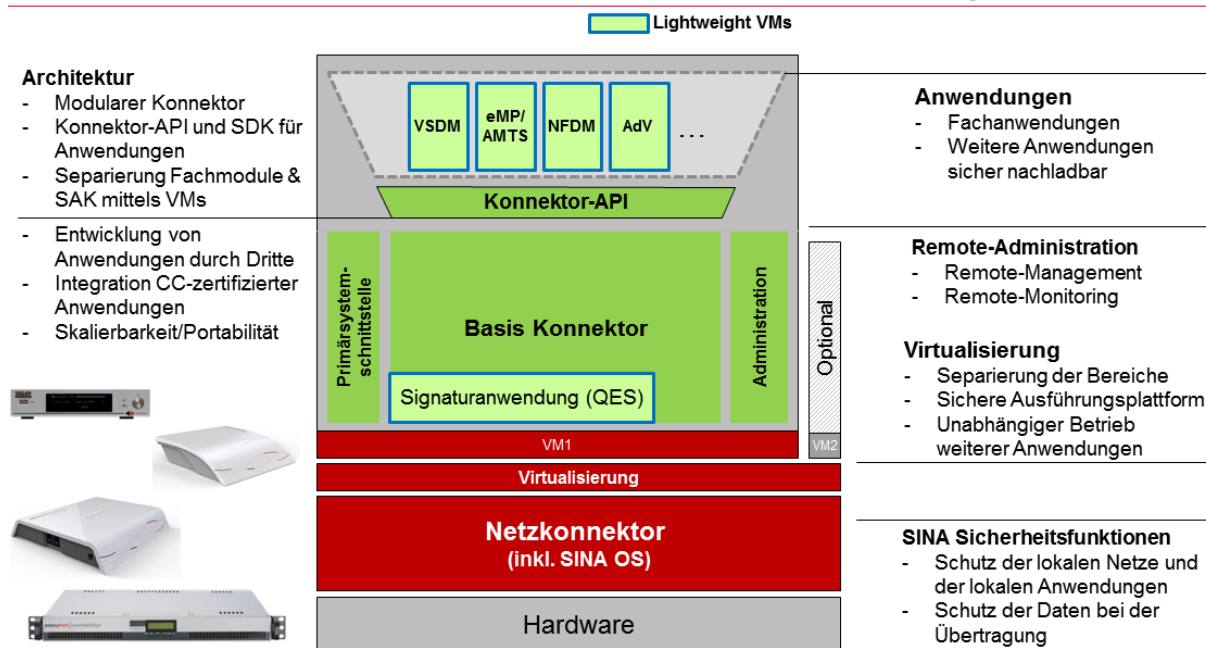 Lightweight VMs
Architektur
- Modularer Konnektor
- Konnektor-API und SDK für
Anwendungen
- Separierung Fachmodule &
SAK mittels VMs
- Entwicklung von
Anwendungen durch Dritte
- Integration CC-zertifizierter
Anwendungen
- Skalierbarkeit/Portabilität
VSDM
eMP/
AMTS
NFDM
AdV
...
Konnektor-API
Primärsystem-
schnittstelle
Basis Konnektor
Administration
Signaturanwendung (QES)
Optional
VM1
VM2
Virtualisierung
Netzkonnektor
(inkl. SINA OS)
Hardware
Anwendungen
- Fachanwendungen
- Weitere Anwendungen
sicher nachladbar
Remote-Administration
- Remote-Management
- Remote-Monitoring
Virtualisierung
- Separierung der Bereiche
- Sichere Ausführungsplattform
- Unabhängiger Betrieb
weiterer Anwendungen
SINA Sicherheitsfunktionen
- Schutz der lokalen Netze und
der lokalen Anwendungen
- Schutz der Daten bei der
Übertragung
secunet konnektor